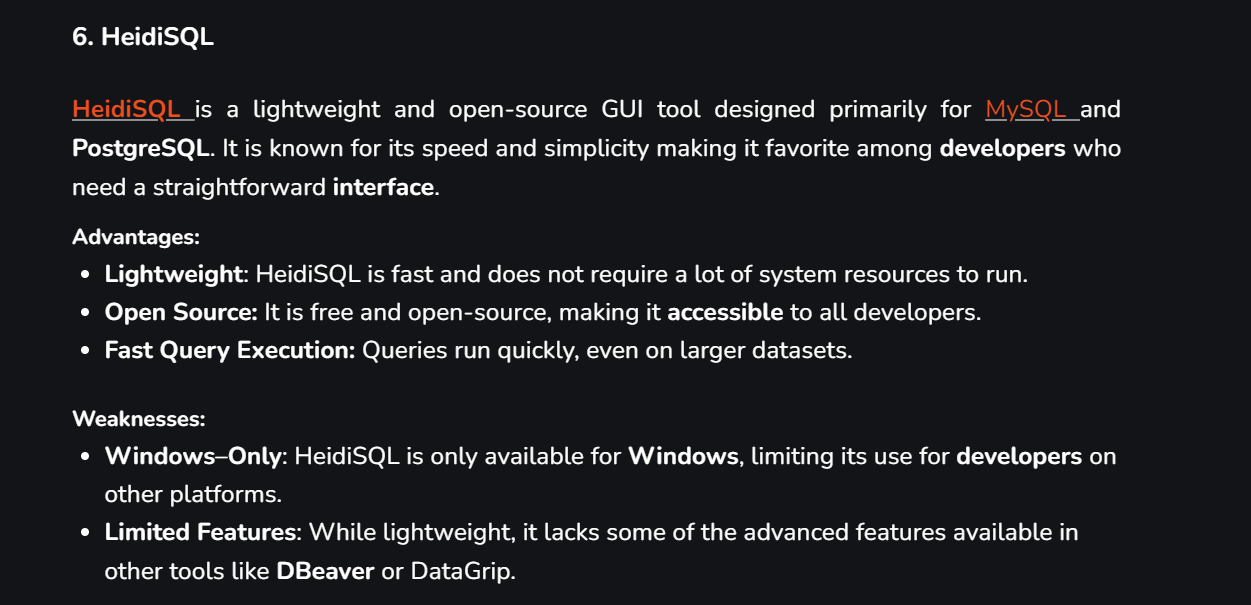 6. HeidiSQL
HeidiSQL is a lightweight and open-source GUI tool designed primarily for MySQL and
PostgreSQL. It is known for its speed and simplicity making it favorite among developers who
need a straightforward interface.
Advantages:
• Lightweight: HeidiSQL is fast and does not require a lot of system resources to run.
• Open Source: It is free and open-source, making it accessible to all developers.
• Fast Query Execution: Queries run quickly, even on larger datasets.
Weaknesses:
• Windows–Only: HeidiSQL is only available for Windows, limiting its use for developers on
other platforms.
• Limited Features: While lightweight, it lacks some of the advanced features available in
other tools like DBeaver or DataGrip.